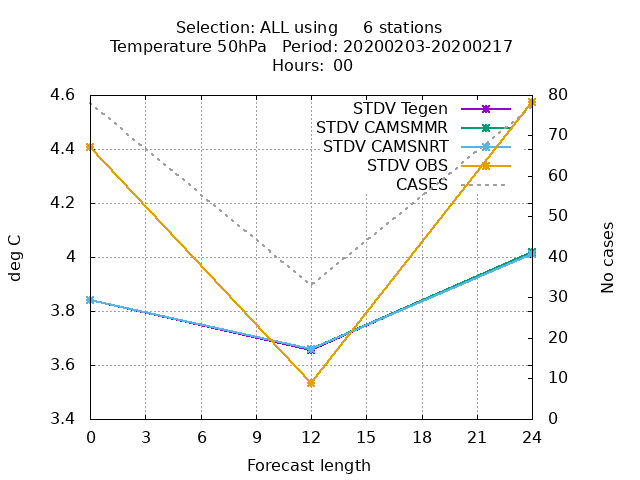 Selection: ALL using     6 stations
Temperature 50hPa   Period: 20200203-20200217
Hours:  00
4.6
4.4
4.2
4
3.8
3.6
3.4
deg C
80
70
60
50
40
30
20
10
0
No cases
STDV Tegen
STDV CAMSMMR
STDV CAMSNRT
STDV OBS
CASES
0 3 6 9 12 15 18 21 24
Forecast length